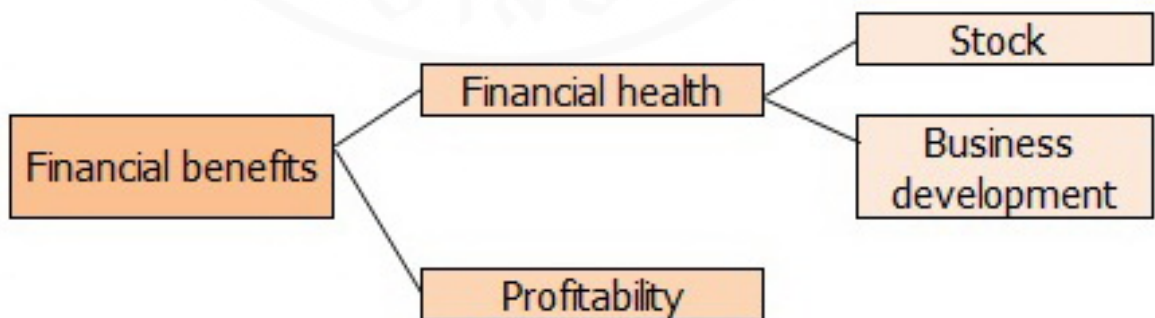 Stock
Financial health
Financial benefits
Business
development
Profitability